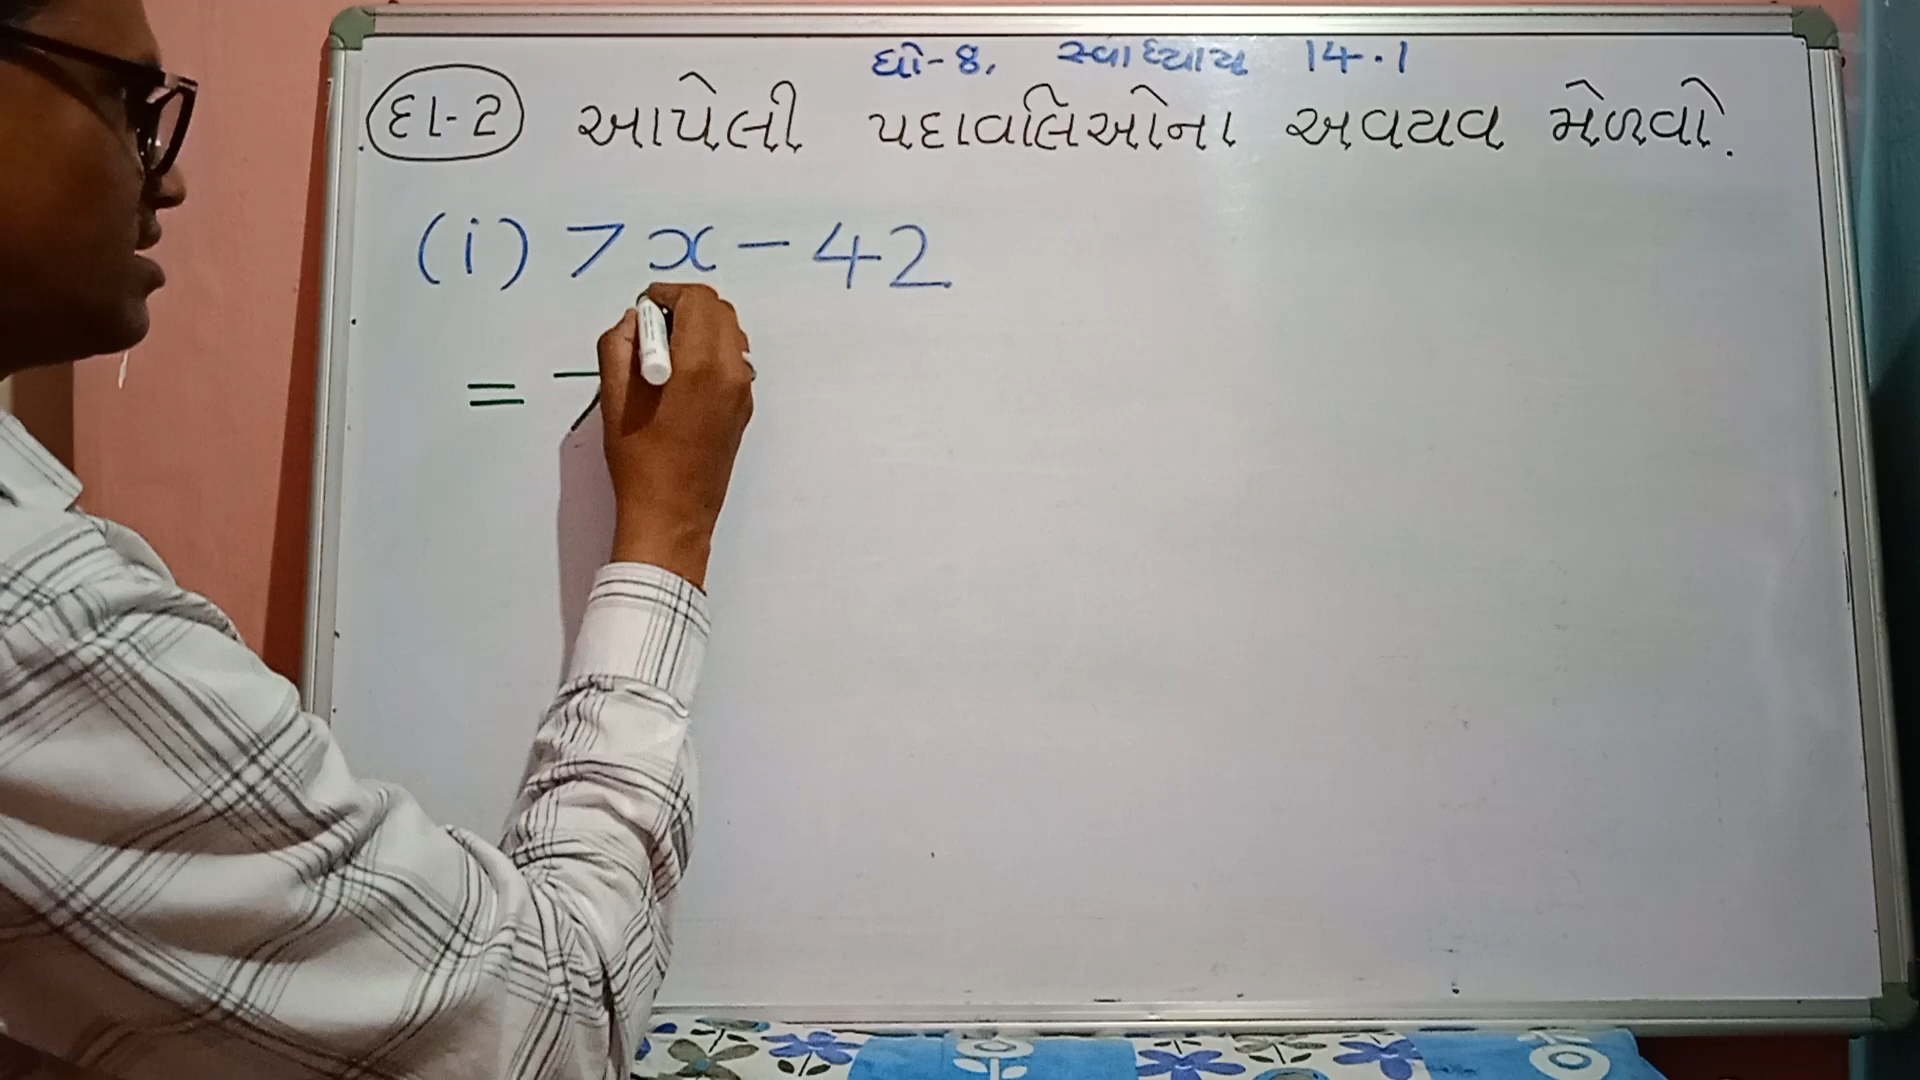 ધો-8, સ્વાધ્યાય 14.1
દા-2 આપેલી પદાવલિઓના અવયવ મેળવો.
(i) 7x - 42
= 7